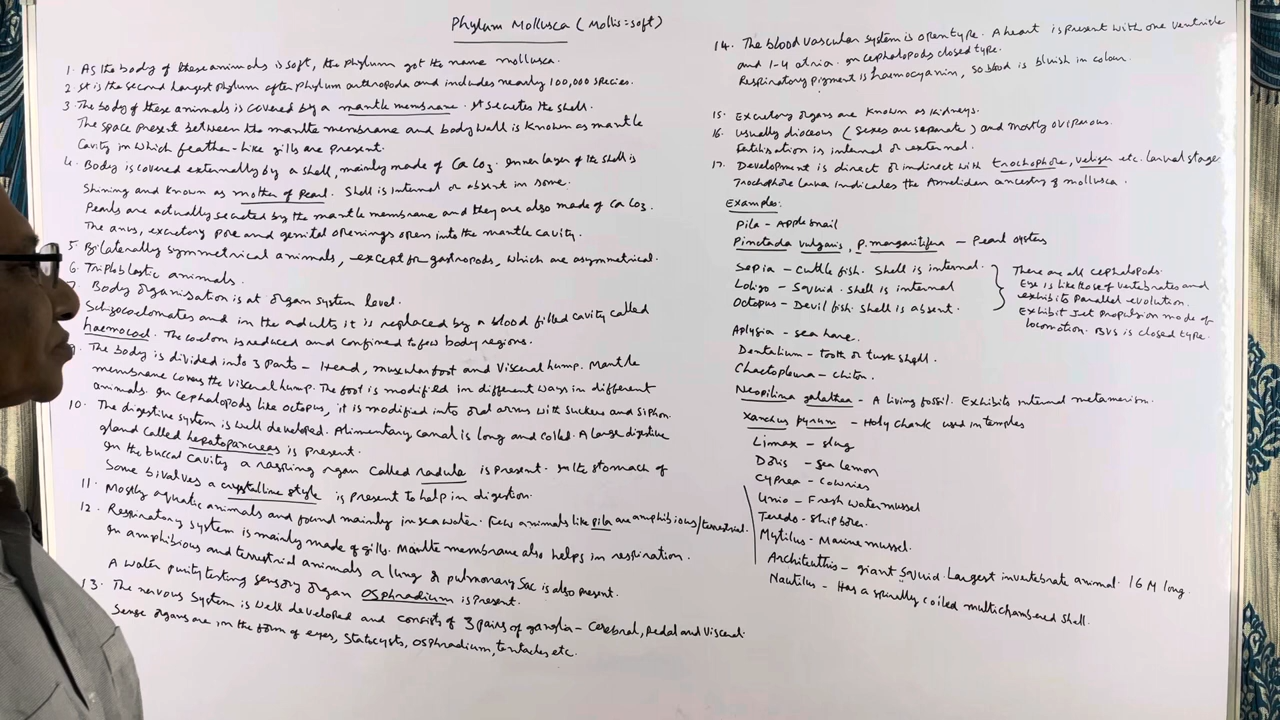 Phylum Mollusca (Mollis=soft)
1. As the body of these animals is soft, the phylum got the name mollusca.
2. It is the second largest phylum after phylum arthropoda and includes nearly 100,000 species.
3. The body of these animals is covered by a mantle membrane. It secretes the shell.
The space present between the mantle membrane and body wall is known as mantle
cavity in which feather-like gills are present.
4. Body is covered externally by a shell, mainly made of CaCO3. Inner layer of the shell is
shining and known as mother of pearl. Shell is internal or absent in some.
Pearls are actually secreted by the mantle membrane and they are also made of CaCO3.
The anus, excretory pore and genital openings open into the mantle cavity.
5. Bilaterally symmetrical animals, except for gastropods, which are asymmetrical.
6. Triploblastic animals.
7. Body organisation is at organ system level.
Schizocoelomates and in the adults it is replaced by a blood filled cavity called
haemocoel. The coelom is reduced and confined to few body regions.
9. The body is divided into 3 parts - Head, muscular foot and Visceral hump. Mantle
membrane covers the visceral hump. The foot is modified in different ways in different
animals. In cephalopods like octopus, it is modified into oral arms with suckers and siphon.
10. The digestive system is well developed. Alimentary canal is long and coiled. A large digestive
gland called hepatopancreas is present.
In the buccal cavity a rasping organ called radula is present. In the stomach of
Some bivalves a crystalline style is present to help in digestion.
11. Mostly aquatic animals and found mainly in sea water. Few animals like pila are amphibious/terrestrial.
12. Respiratory system is mainly made of gills. Mantle membrane also helps in respiration.
In amphibious and terrestrial animals a lung or pulmonary sac is also present.
A water purity testing sensory organ osphradium is present.
13. The nervous system is well developed and consists of 3 pairs of ganglia - Cerebral, Pedal and Visceral.
Sense organs are in the form of eyes, statocysts, osphradium, tentacles etc.
14. The blood vascular system is open type. A heart is present with one ventricle
and 1-4 atria. In cephalopods closed type.
Respiratory pigment is haemocyanin, so blood is bluish in colour.
15. Excretory organs are known as kidneys.
16. Usually dioecous (sexes are separate) and mostly oviparous.
Fertilisation is internal or external.
17. Development is direct or indirect with trochophore, veliger etc. larval stages
Trochophore larva indicates the Annelidan ancestry of mollusca.
Examples:
Pila - Apple snail
Pinctada vulgaris, P. margaritifera - Pearl oysters
Sepia - Cuttle fish. Shell is internal.
Loligo - Squid. Shell is internal
Octopus - Devil fish. Shell is absent.
There are all cephalopods.
Eye is like those of vertebrates and
exhibits Parallel evolution.
Exhibit Jet propulsion mode of
locomotion. BVS is closed type.
Aplysia - sea hare.
Dentalium - tooth or tusk shell.
Chaetopleura - chiton.
Neopilina galathea - A living fossil. Exhibits internal metamerism.
Xanchus pyrum - Holy chank used in temples
Limax - slug
Doris - sea lemon
Cyprea - cowries
Unio - Fresh water mussel
Teredo - ship borer.
Mytilus - Marine mussel.
Architeuthis - giant squid. Largest invertebrate animal. 16 M long.
Nautilus - Has a spirally coiled multichambered shell.